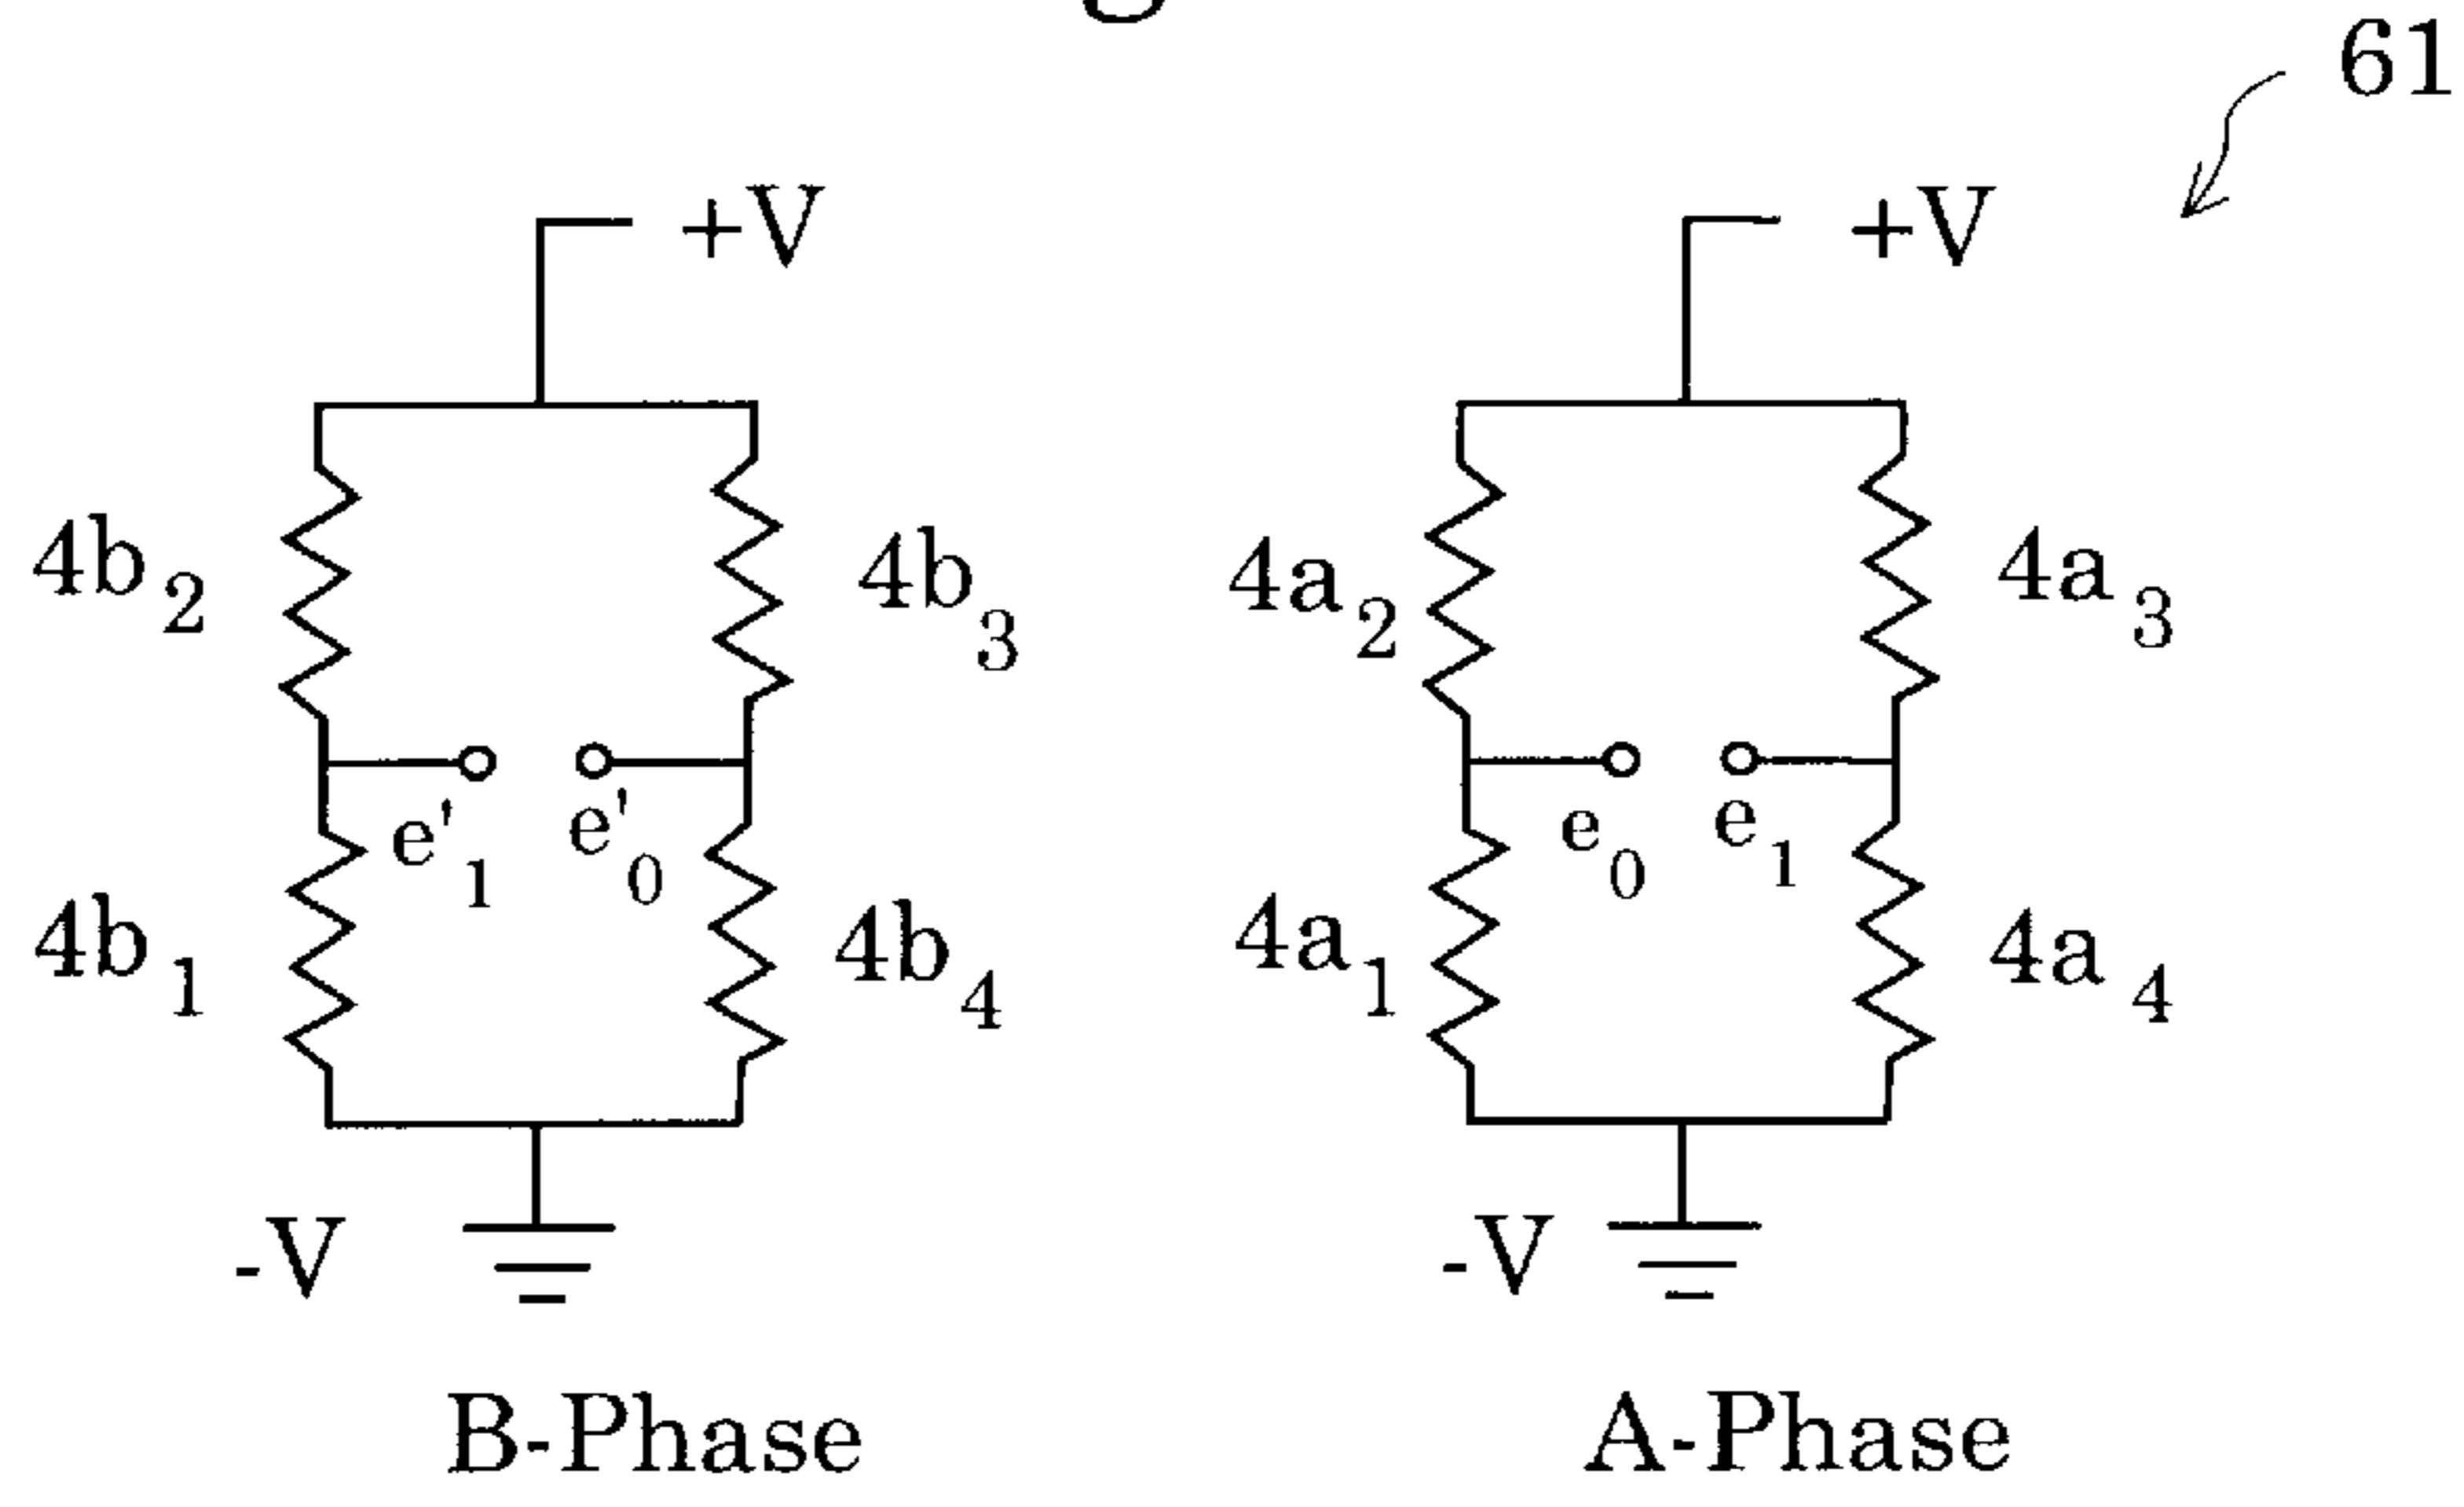 61
+V +V
4b2 4b3 4a2 4a3
e'1 e'0 e0 e1
4b1 4b4 4a1 4a4
-V -V
B-Phase A-Phase